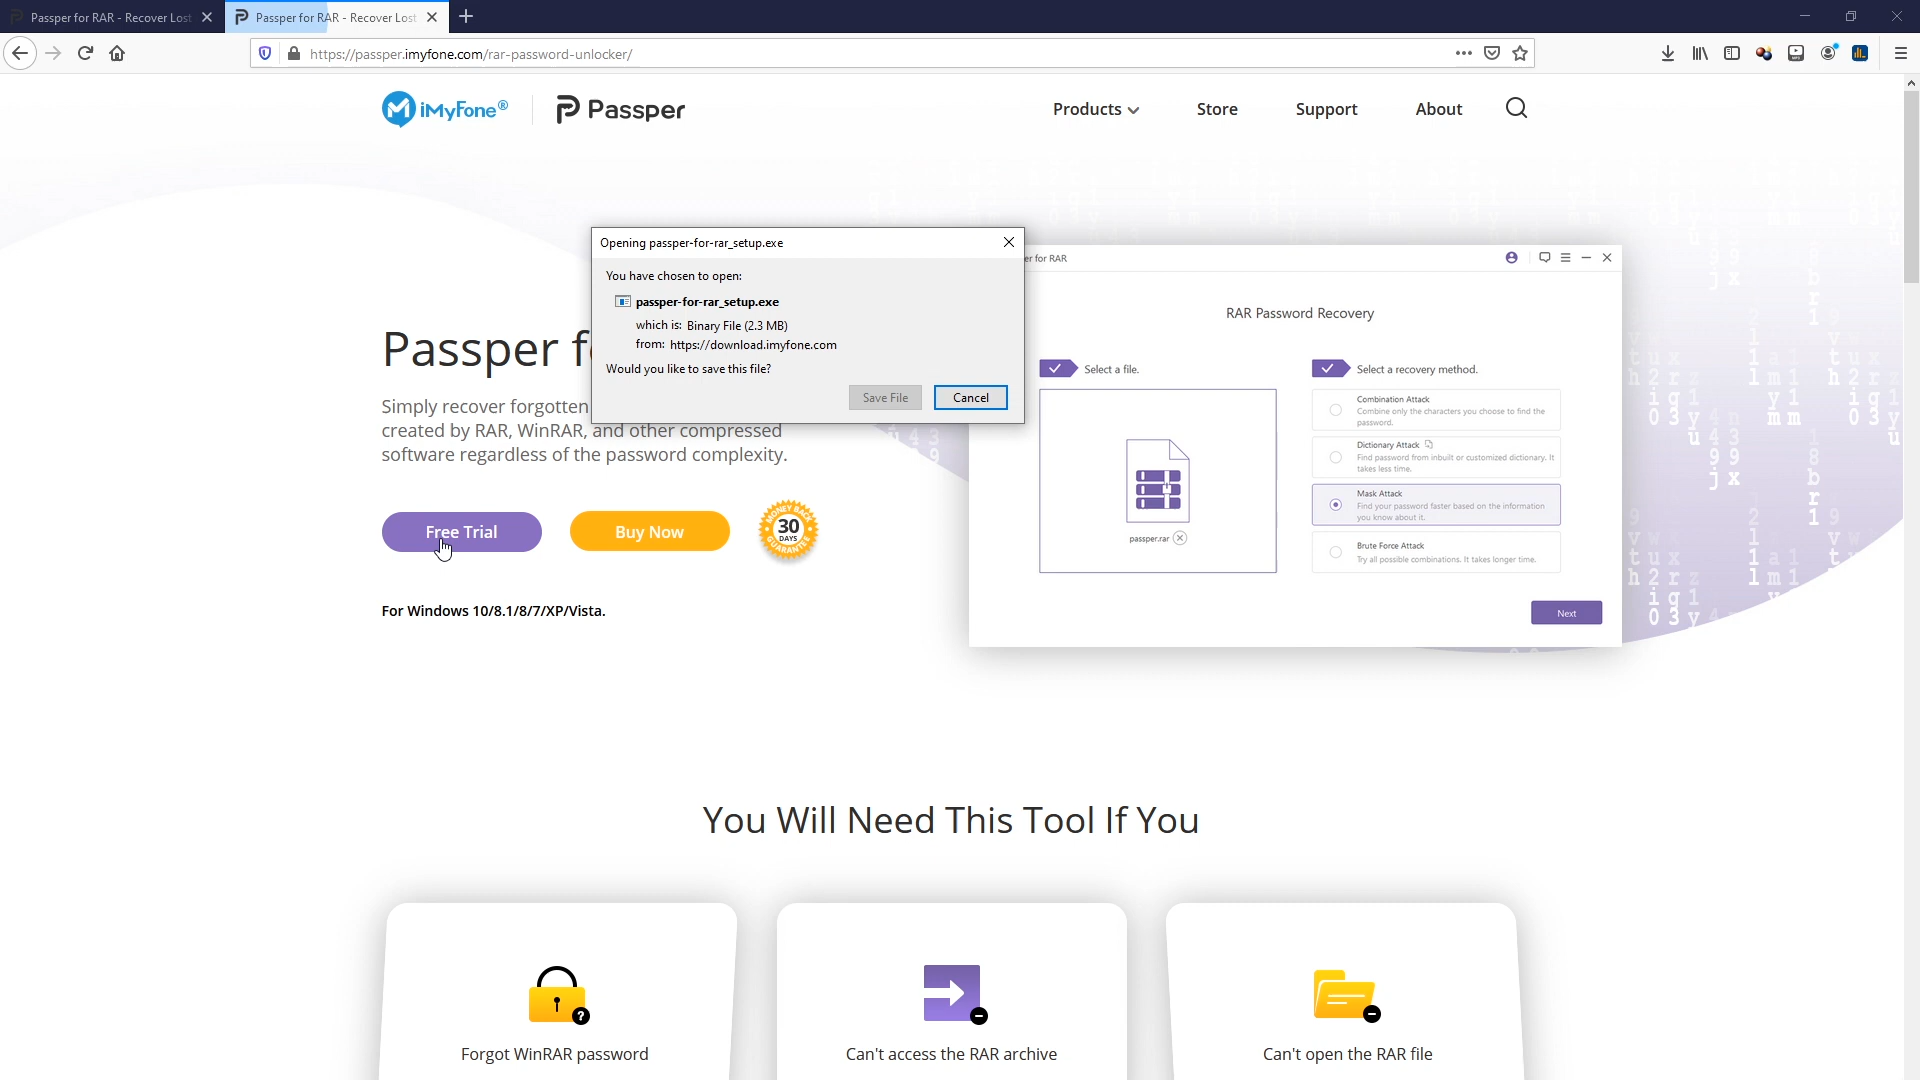 Passper for RAR - Recover Lost
Passper for RAR - Recover Lost
https://passper.imyfone.com/rar-password-unlocker/
iMyFone®
Passper
Products
Store
Support
About
Opening passper-for-rar_setup.exe
You have chosen to open:
passper-for-rar_setup.exe
which is: Binary File (2.3 MB)
from: https://download.imyfone.com
Would you like to save this file?
Save File
Cancel
Passper f
Simply recover forgotten
created by RAR, WinRAR, and other compressed
software regardless of the password complexity.
Free Trial
Buy Now
MONEY BACK
30
DAYS
GUARANTEE
For Windows 10/8.1/8/7/XP/Vista.
er for RAR
RAR Password Recovery
Select a file.
passper.rar
Select a recovery method.
Combination Attack
Combine only the characters you choose to find the
password.
Dictionary Attack
Find password from inbuilt or customized dictionary. It
takes less time.
Mask Attack
Find your password faster based on the information
you know about it.
Brute Force Attack
Try all possible combinations. It takes longer time.
Next
You Will Need This Tool If You
Forgot WinRAR password
Can't access the RAR archive
Can't open the RAR file